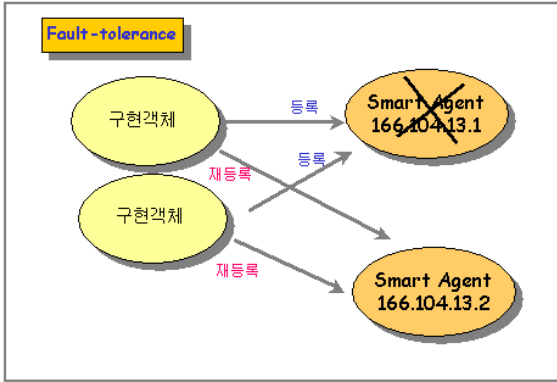 Fault-tolerance
구현객체
등록
Smart Agent
166.104.13.1
등록
재등록
구현객체
재등록
Smart Agent
166.104.13.2